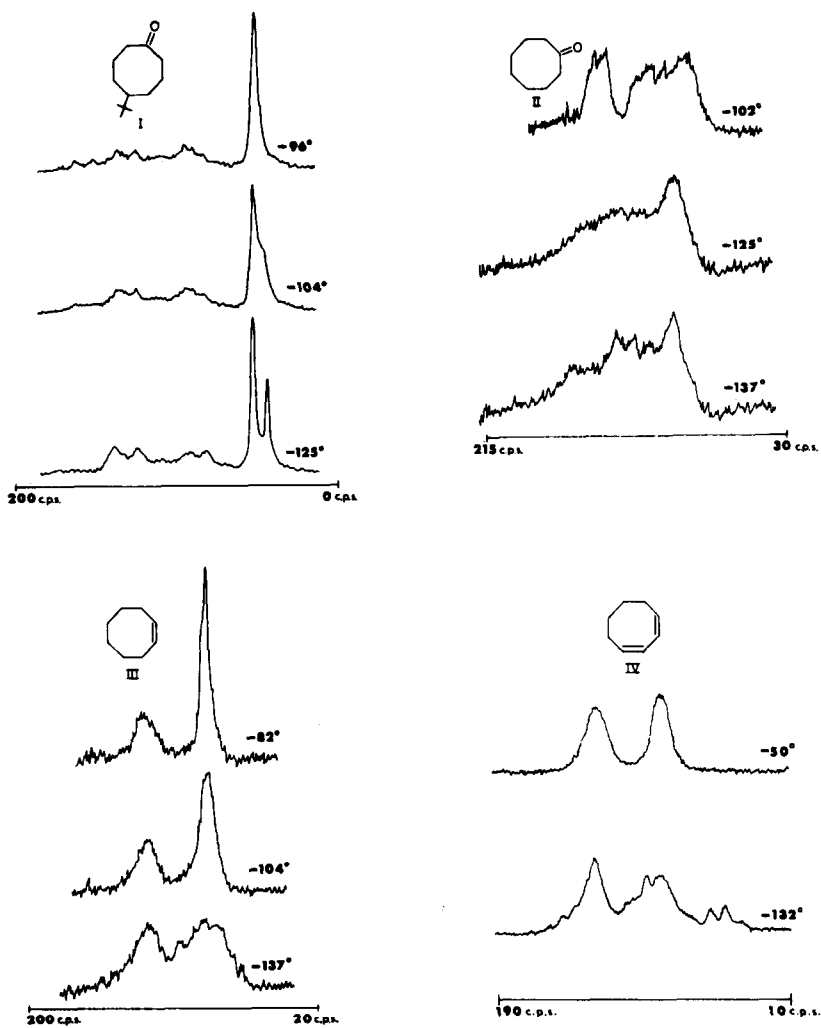 O
I
-96°
-104°
-125°
200 c.p.s.
0 c.p.s.
O
II
-102°
-125°
-137°
215 c.p.s.
30 c.p.s.
III
-82°
-104°
-137°
200 c.p.s.
20 c.p.s.
IV
-50°
-132°
190 c.p.s.
10 c.p.s.